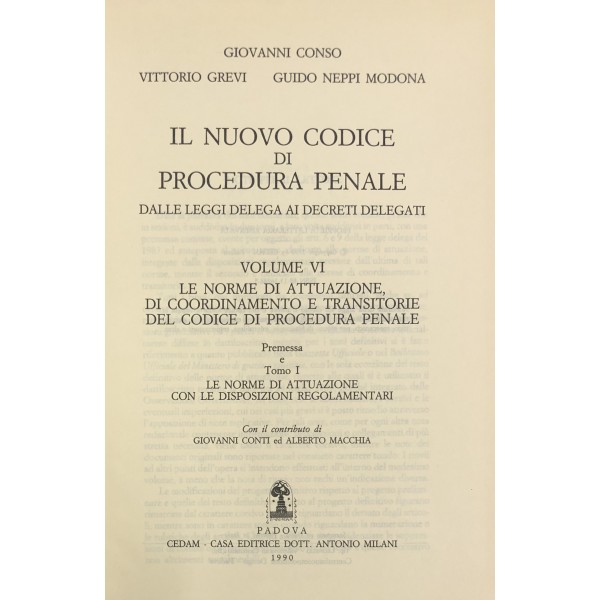 GIOVANNI CONSO
VITTORIO GREVI GUIDO NEPPI MODONA
IL NUOVO CODICE
DI
PROCEDURA PENALE
DALLE LEGGI DELEGA AI DECRETI DELEGATI
VOLUME VI
LE NORME DI ATTUAZIONE,
DI COORDINAMENTO E TRANSITORIE
DEL CODICE DI PROCEDURA PENALE
Premessa
e
Tomo I
LE NORME DI ATTUAZIONE
CON LE DISPOSIZIONI REGOLAMENTARI
Con il contributo di
GIOVANNI CONTI ed ALBERTO MACCHIA
PADOVA
CEDAM - CASA EDITRICE DOTT. ANTONIO MILANI
1990